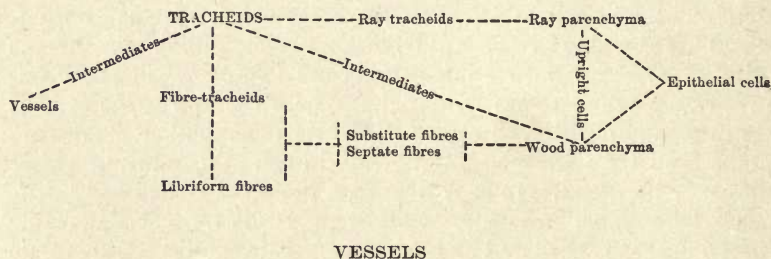 TRACHEIDS Ray tracheids Ray parenchyma
Intermediates
Intermediates
Upright cells
Epithelial cells
Vessels
Fibre-tracheids
Substitute fibres
Septate fibres
Wood parenchyma
Libriform fibres
VESSELS